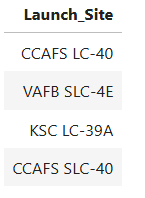 Launch_Site
CCAFS LC-40
VAFB SLC-4E
KSC LC-39A
CCAFS SLC-40